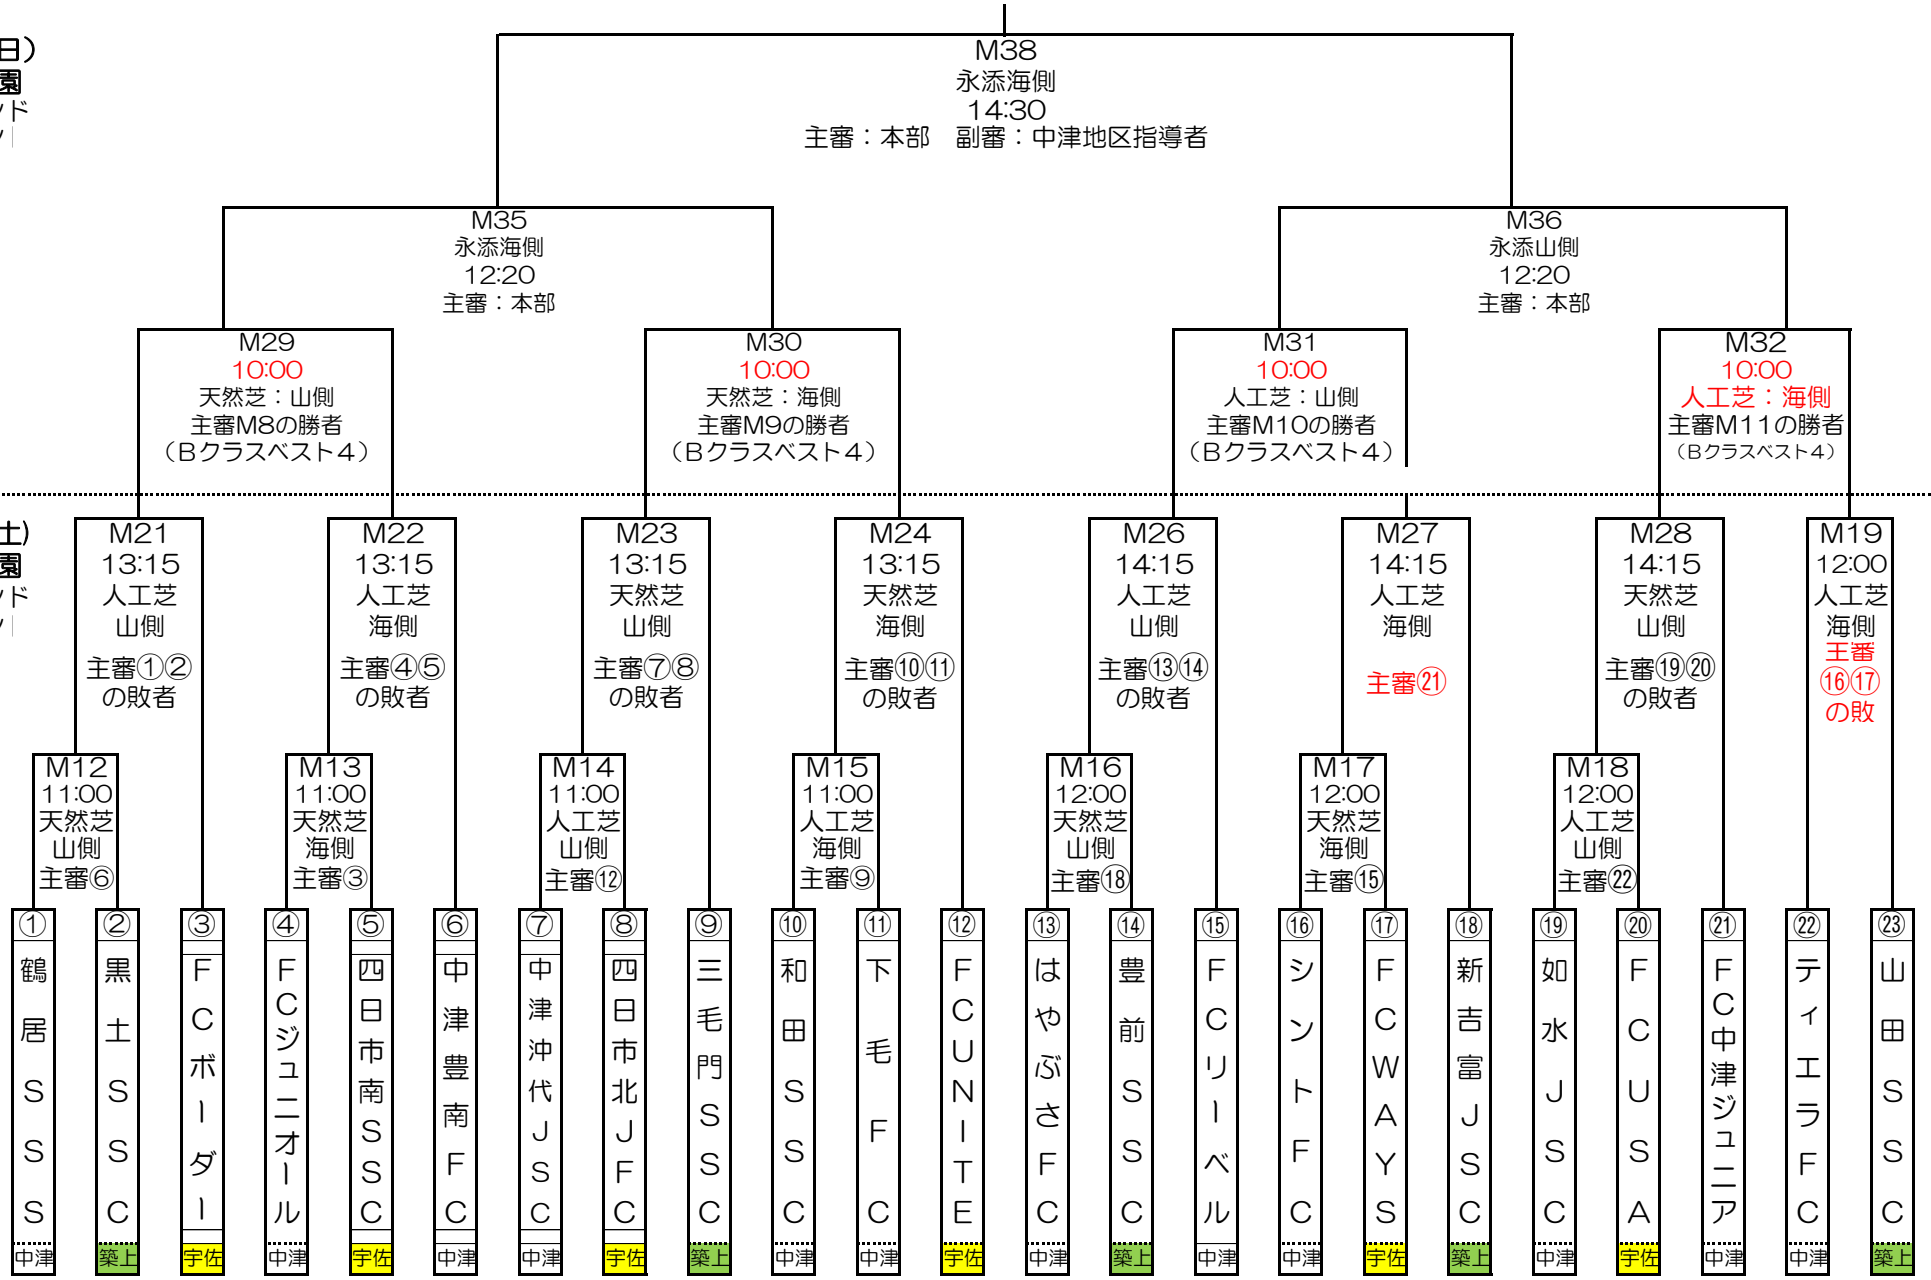 日)
園
ンド
M38
永添海側
14:30
主審：本部　副審：中津地区指導者
M35
永添海側
12:20
主審：本部
M36
永添山側
12:20
主審：本部
M29
10:00
天然芝：山側
主審M8の勝者
（Bクラスベスト4）
M30
10:00
天然芝：海側
主審M9の勝者
（Bクラスベスト4）
M31
10:00
人工芝：山側
主審M10の勝者
（Bクラスベスト4）
M32
10:00
人工芝：海側
主審M11の勝者
（Bクラスベスト4）
土)
園
ンド
M21
13:15
人工芝
山側
主審①②
の敗者
M22
13:15
人工芝
海側
主審④⑤
の敗者
M23
13:15
天然芝
山側
主審⑦⑧
の敗者
M24
13:15
天然芝
海側
主審⑩⑪
の敗者
M26
14:15
人工芝
山側
主審⑬⑭
の敗者
M27
14:15
人工芝
海側
主審㉑
M28
14:15
天然芝
山側
主審⑲⑳
の敗者
M19
12:00
人工芝
海側
主審
⑯⑰
の敗
M12
11:00
天然芝
山側
主審⑥
M13
11:00
天然芝
海側
主審③
M14
11:00
人工芝
山側
主審⑫
M15
11:00
人工芝
海側
主審⑨
M16
12:00
天然芝
山側
主審⑱
M17
12:00
天然芝
海側
主審⑮
M18
12:00
人工芝
山側
主審㉒
①
鶴居SSS
中津
②
黒土SSC
築上
③
FCボーダー
宇佐
④
FCジュニオール
中津
⑤
四日市南SSC
宇佐
⑥
中津豊南FC
中津
⑦
中津沖代JSC
中津
⑧
四日市北JFC
宇佐
⑨
三毛門SSC
築上
⑩
和田SSC
中津
⑪
下毛FC
中津
⑫
FCUNITE
宇佐
⑬
はやぶさFC
中津
⑭
豊前SSC
築上
⑮
FCリーベル
中津
⑯
シントFC
中津
⑰
FCWAYS
宇佐
⑱
新吉富JSC
築上
⑲
如水JSC
中津
⑳
FCUSA
宇佐
㉑
FC中津ジュニア
中津
㉒
ティエラFC
中津
㉓
山田SSC
築上